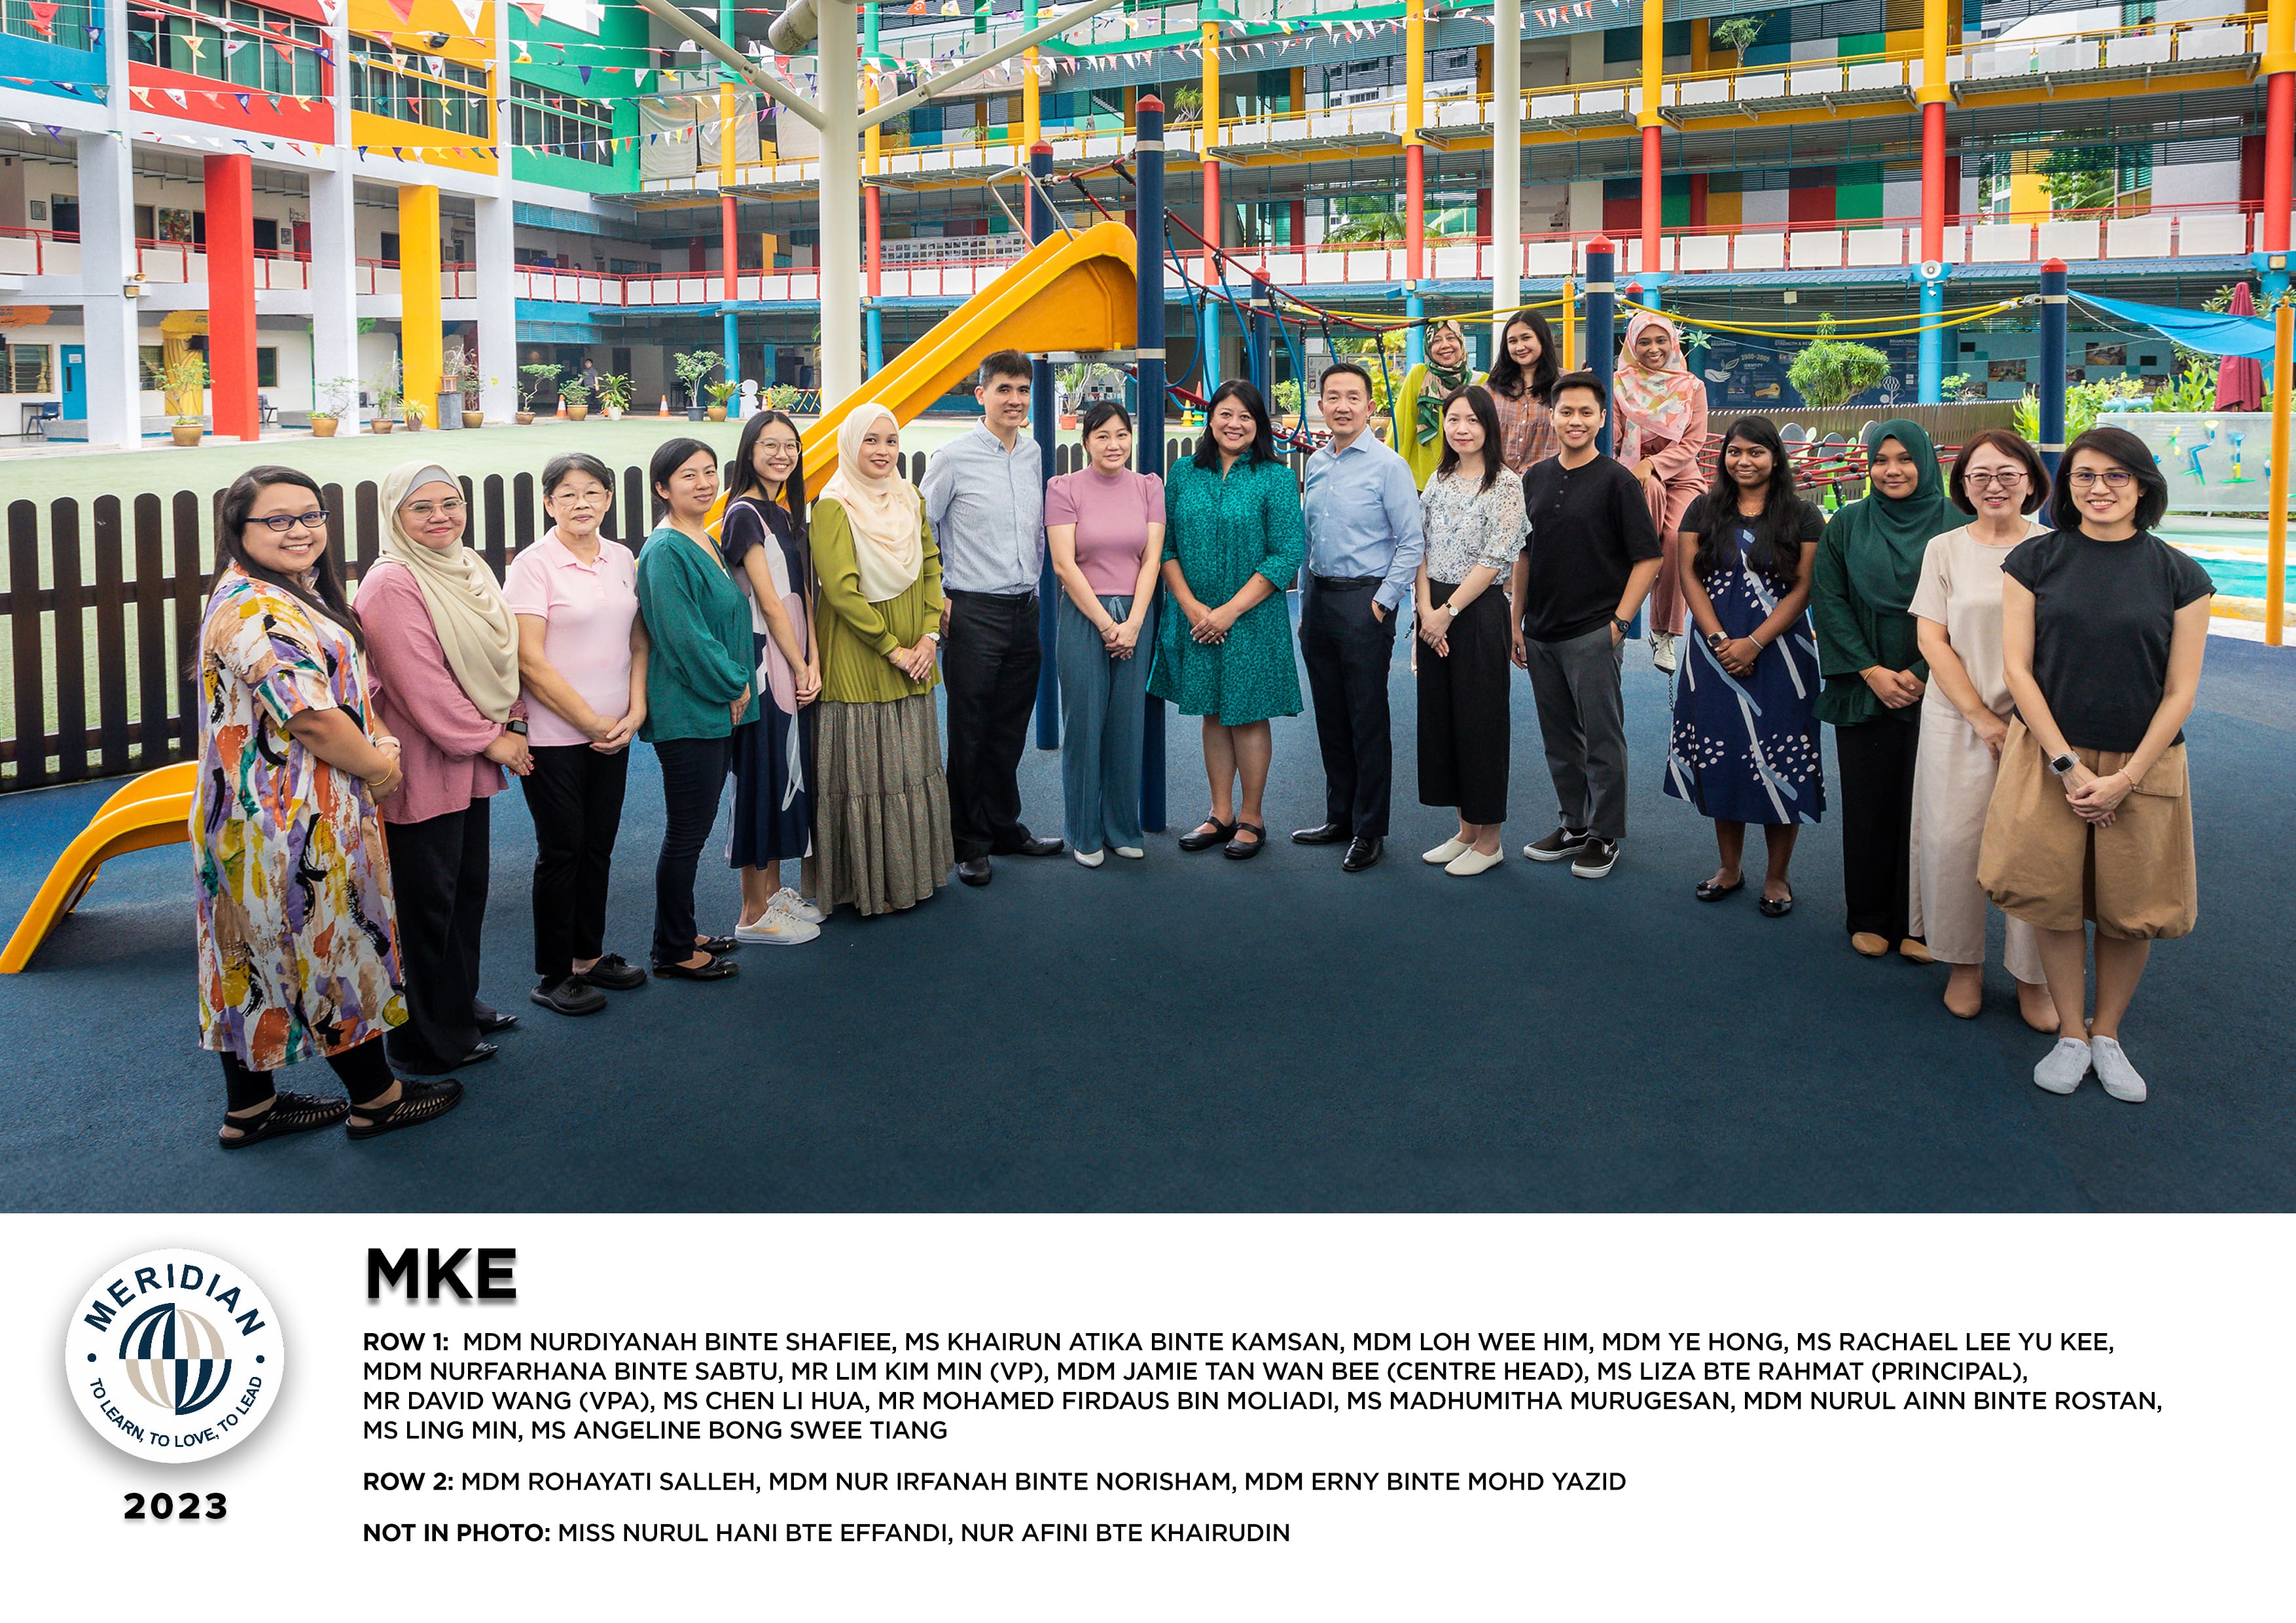 MERIDIAN
TO LEARN, TO LOVE, TO LEAD
2023
MKE
ROW 1: MDM NURDIYANAH BINTE SHAFIEE, MS KHAIRUN ATIKA BINTE KAMSAN, MDM LOH WEE HIM, MDM YE HONG, MS RACHAEL LEE YU KEE,
MDM NURFARHANA BINTE SABTU, MR LIM KIM MIN (VP), MDM JAMIE TAN WAN BEE (CENTRE HEAD), MS LIZA BTE RAHMAT (PRINCIPAL),
MR DAVID WANG (VPA), MS CHEN LI HUA, MR MOHAMED FIRDAUS BIN MOLIADI, MS MADHUMITHA MURUGESAN, MDM NURUL AINN BINTE ROSTAN,
MS LING MIN, MS ANGELINE BONG SWEE TIANG
ROW 2: MDM ROHAYATI SALLEH, MDM NUR IRFANAH BINTE NORISHAM, MDM ERNY BINTE MOHD YAZID
NOT IN PHOTO: MISS NURUL HANI BTE EFFANDI, NUR AFINI BTE KHAIRUDIN